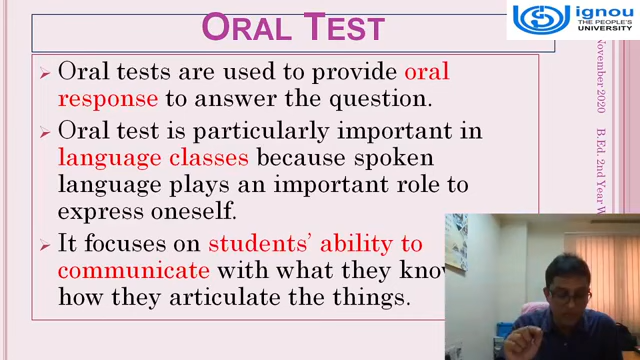 ORAL TEST
ignou
THE PEOPLE'S
UNIVERSITY
➢ Oral tests are used to provide oral
response to answer the question.
➢ Oral test is particularly important in
language classes because spoken
language plays an important role to
express oneself.
➢ It focuses on students' ability to
communicate with what they know
how they articulate the things.
November 2020
B.Ed. 2nd Year W